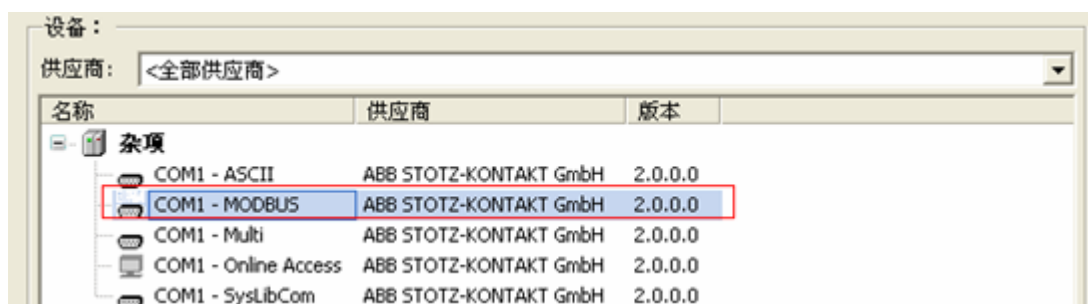 设备：
供应商： <全部供应商>
名称 供应商 版本
杂项
COM1 - ASCII ABB STOTZ-KONTAKT GmbH 2.0.0.0
COM1 - MODBUS ABB STOTZ-KONTAKT GmbH 2.0.0.0
COM1 - Multi ABB STOTZ-KONTAKT GmbH 2.0.0.0
COM1 - Online Access ABB STOTZ-KONTAKT GmbH 2.0.0.0
COM1 - SysLibCom ABB STOTZ-KONTAKT GmbH 2.0.0.0